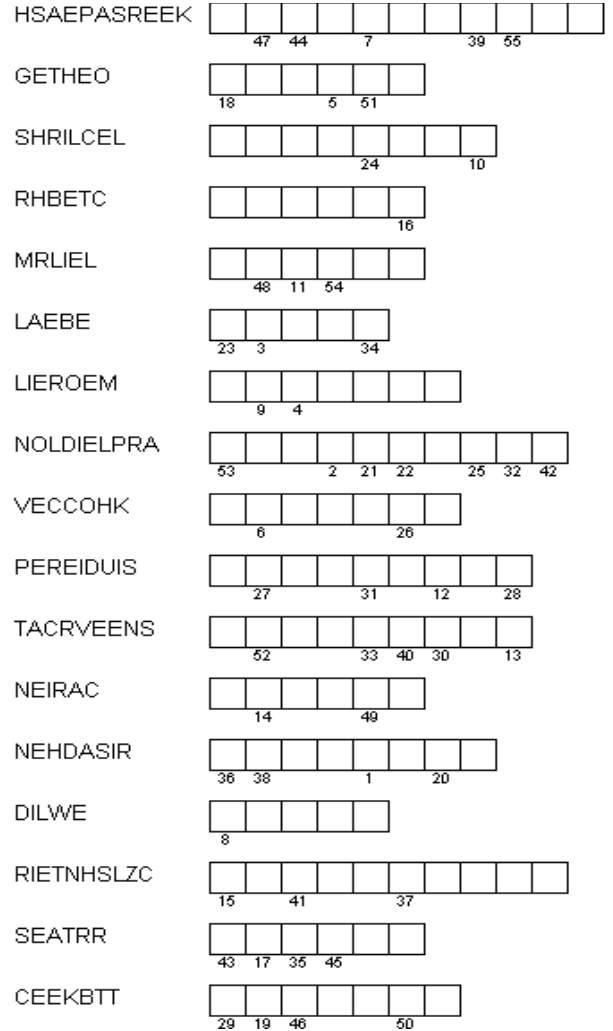 HSAEPASREEK
47 44 7 39 55
GETHEO
18 5 51
SHRILCEL
24 10
RHBETC
16
MRLIEL
48 11 54
LAEBE
23 3 34
LIEROEM
9 4
NOLDIELPRA
53 2 21 22 25 32 42
VECCOHK
6 26
PEREIDUIS
27 31 12 28
TACRVEENS
52 33 40 30 13
NEIRAC
14 49
NEHDASIR
36 38 1 20
DILWE
8
RIETNHSLZC
15 41 37
SEATRR
43 17 35 45
CEEKBTT
29 19 46 50